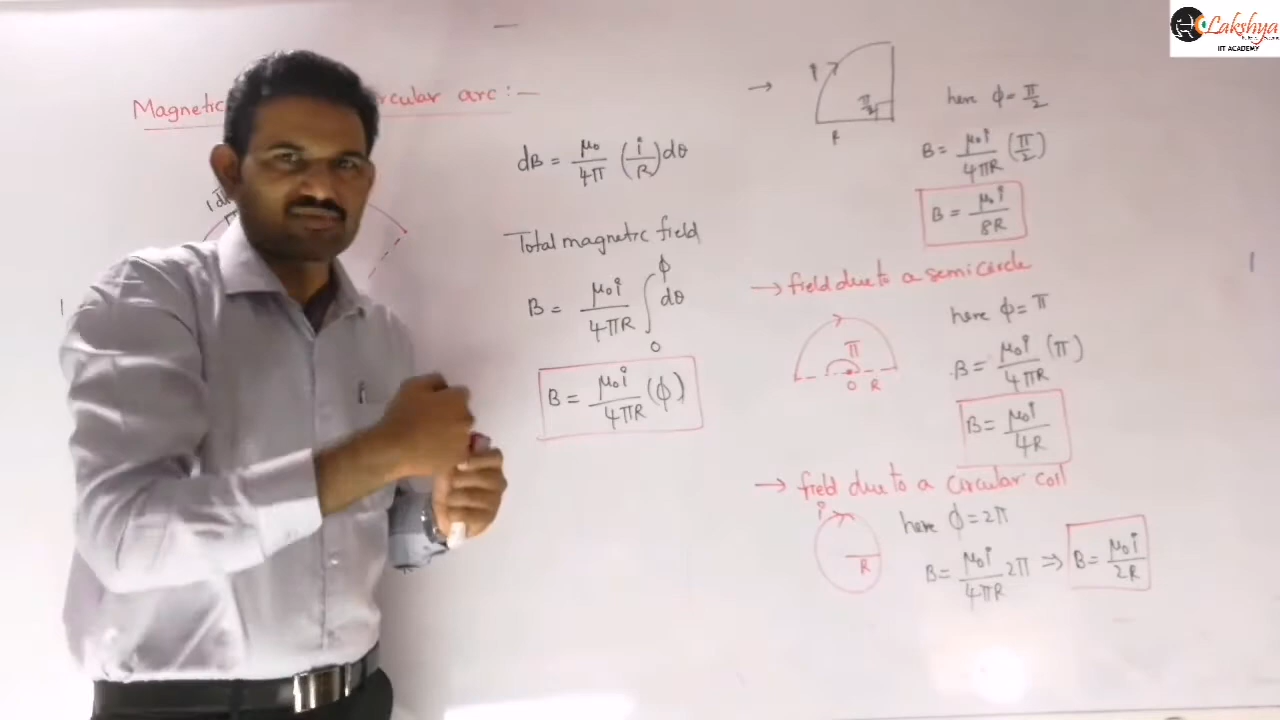 Lakshya
IIT ACADEMY
Magnetic rcular arc :-
dB = μ₀/4π (i/R) dθ
Total magnetic field
B = μ₀i/4πR ∫₀^ϕ dθ
B = μ₀i/4πR (ϕ)
→ π/2
R
here ϕ = π/2
B = μ₀i/4πR (π/2)
B = μ₀i/8R
→ field due to a semicircle
π
O R
here ϕ = π
B = μ₀i/4πR (π)
B = μ₀i/4R
→ field due to a circular coil
i
R
here ϕ = 2π
B = μ₀i/4πR 2π ⇒ B = μ₀i/2R